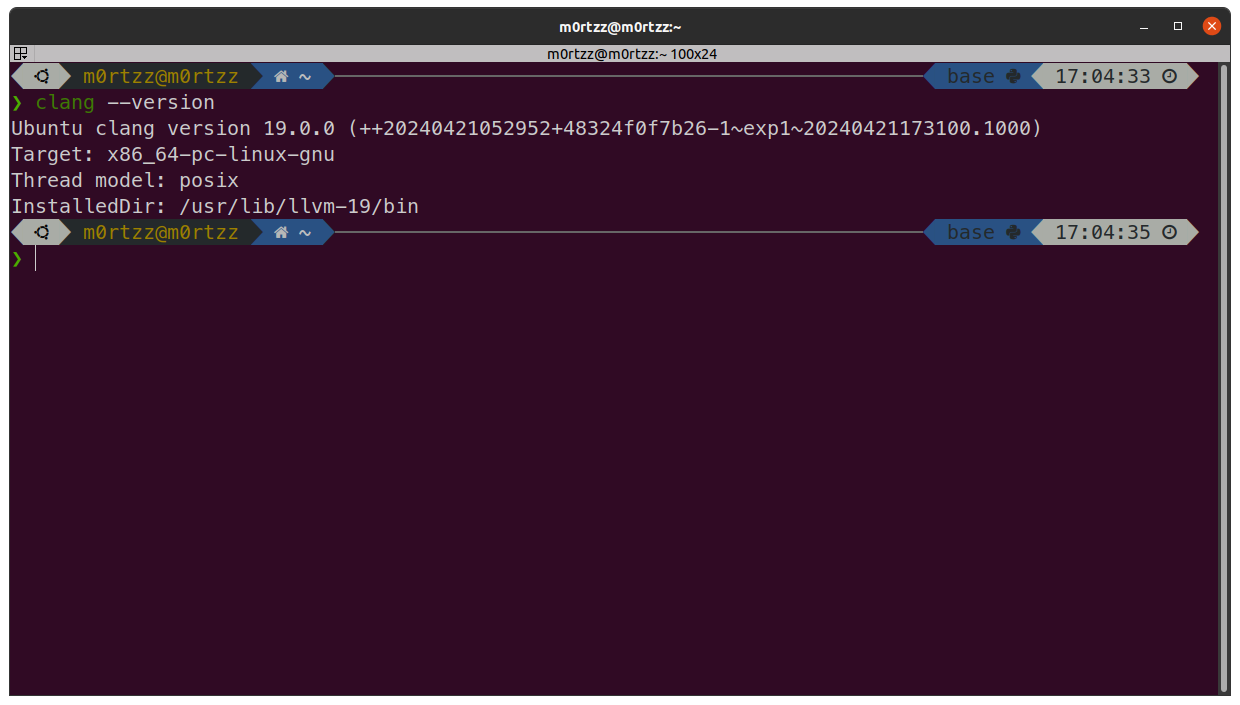 m0rtzz@m0rtzz:~
m0rtzz@m0rtzz:~ 100x24
m0rtzz@m0rtzz ~ base 17:04:33
❯ clang --version
Ubuntu clang version 19.0.0 (++20240421052952+48324f0f7b26-1~exp1~20240421173100.1000)
Target: x86_64-pc-linux-gnu
Thread model: posix
InstalledDir: /usr/lib/llvm-19/bin
m0rtzz@m0rtzz ~ base 17:04:35
❯